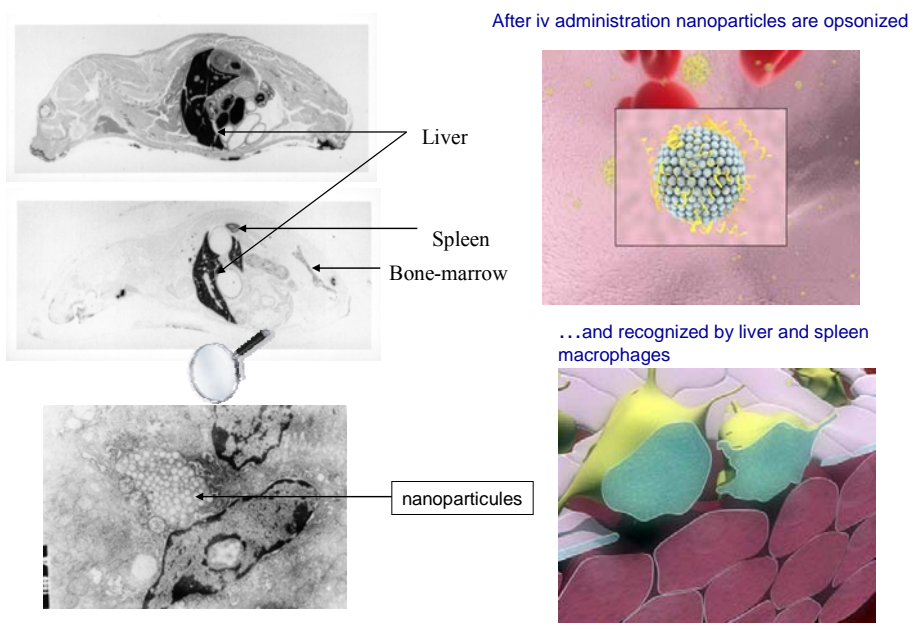 After iv administration nanoparticles are opsonized
Liver
Spleen
Bone-marrow
...and recognized by liver and spleen
macrophages
nanoparticules